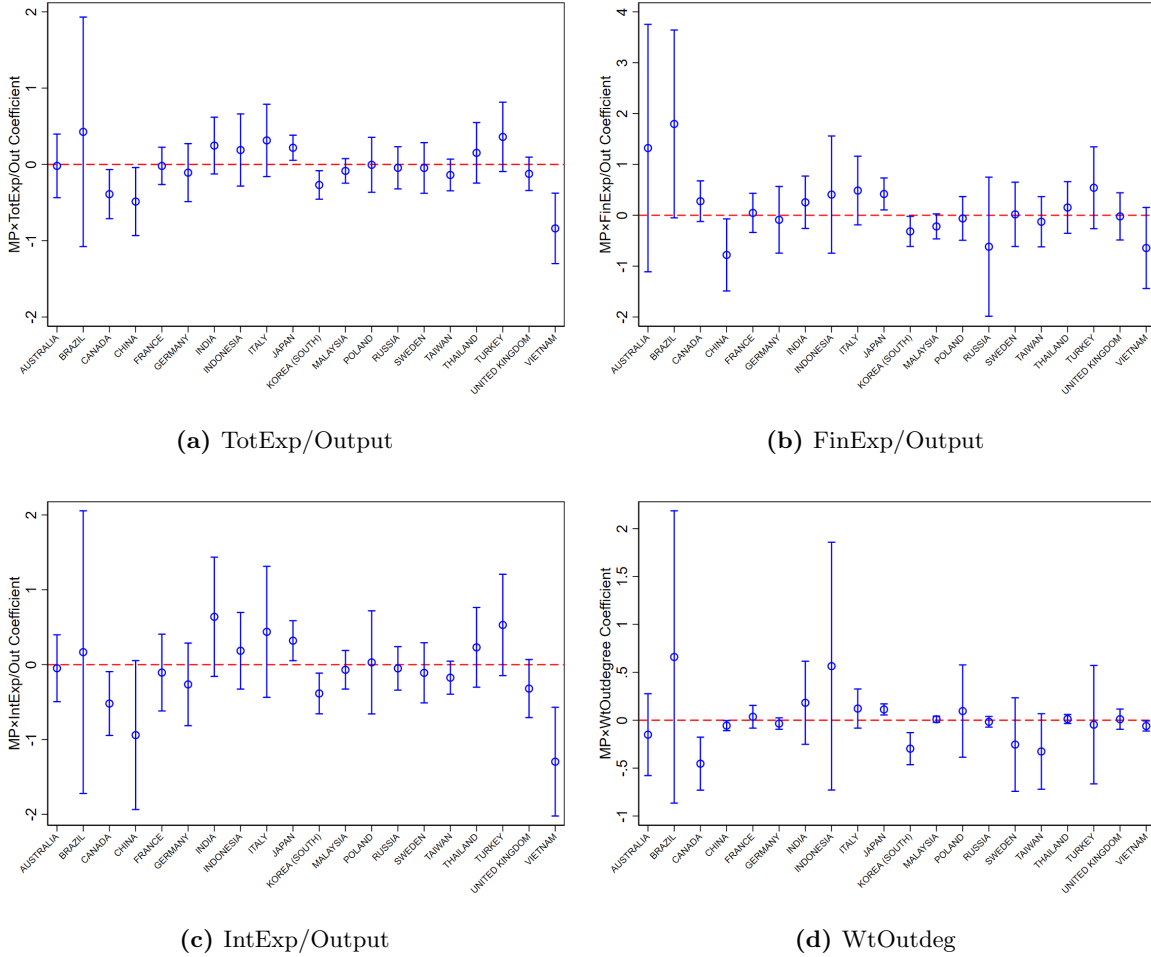 MP×TotExp/Out Coefficient
2
1
0
-1
-2
AUSTRALIA
BRAZIL
CANADA
CHINA
FRANCE
GERMANY
INDIA
INDONESIA
ITALY
JAPAN
KOREA (SOUTH)
MALAYSIA
POLAND
RUSSIA
SWEDEN
TAIWAN
THAILAND
TURKEY
UNITED KINGDOM
VIETNAM
(a) TotExp/Output
MP×FinExp/Out Coefficient
4
3
2
1
0
-1
-2
AUSTRALIA
BRAZIL
CANADA
CHINA
FRANCE
GERMANY
INDIA
INDONESIA
ITALY
JAPAN
KOREA (SOUTH)
MALAYSIA
POLAND
RUSSIA
SWEDEN
TAIWAN
THAILAND
TURKEY
UNITED KINGDOM
VIETNAM
(b) FinExp/Output
MP×IntExp/Out Coefficient
2
1
0
-1
-2
AUSTRALIA
BRAZIL
CANADA
CHINA
FRANCE
GERMANY
INDIA
INDONESIA
ITALY
JAPAN
KOREA (SOUTH)
MALAYSIA
POLAND
RUSSIA
SWEDEN
TAIWAN
THAILAND
TURKEY
UNITED KINGDOM
VIETNAM
(c) IntExp/Output
MP×WtOutdegree Coefficient
2
1.5
1
.5
0
-.5
-1
AUSTRALIA
BRAZIL
CANADA
CHINA
FRANCE
GERMANY
INDIA
INDONESIA
ITALY
JAPAN
KOREA (SOUTH)
MALAYSIA
POLAND
RUSSIA
SWEDEN
TAIWAN
THAILAND
TURKEY
UNITED KINGDOM
VIETNAM
(d) WtOutdeg